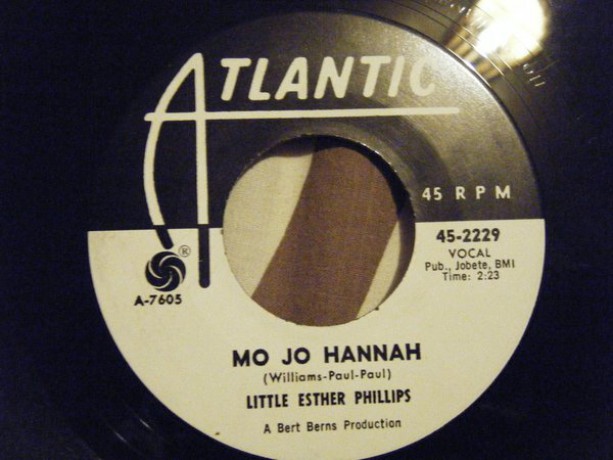 ATLANTIC
45 RPM
45-2229
VOCAL
Pub., Jobete, BMI
Time: 2:23
®
A-7605
MO JO HANNAH
(Williams-Paul-Paul)
LITTLE ESTHER PHILLIPS
A Bert Berns Production